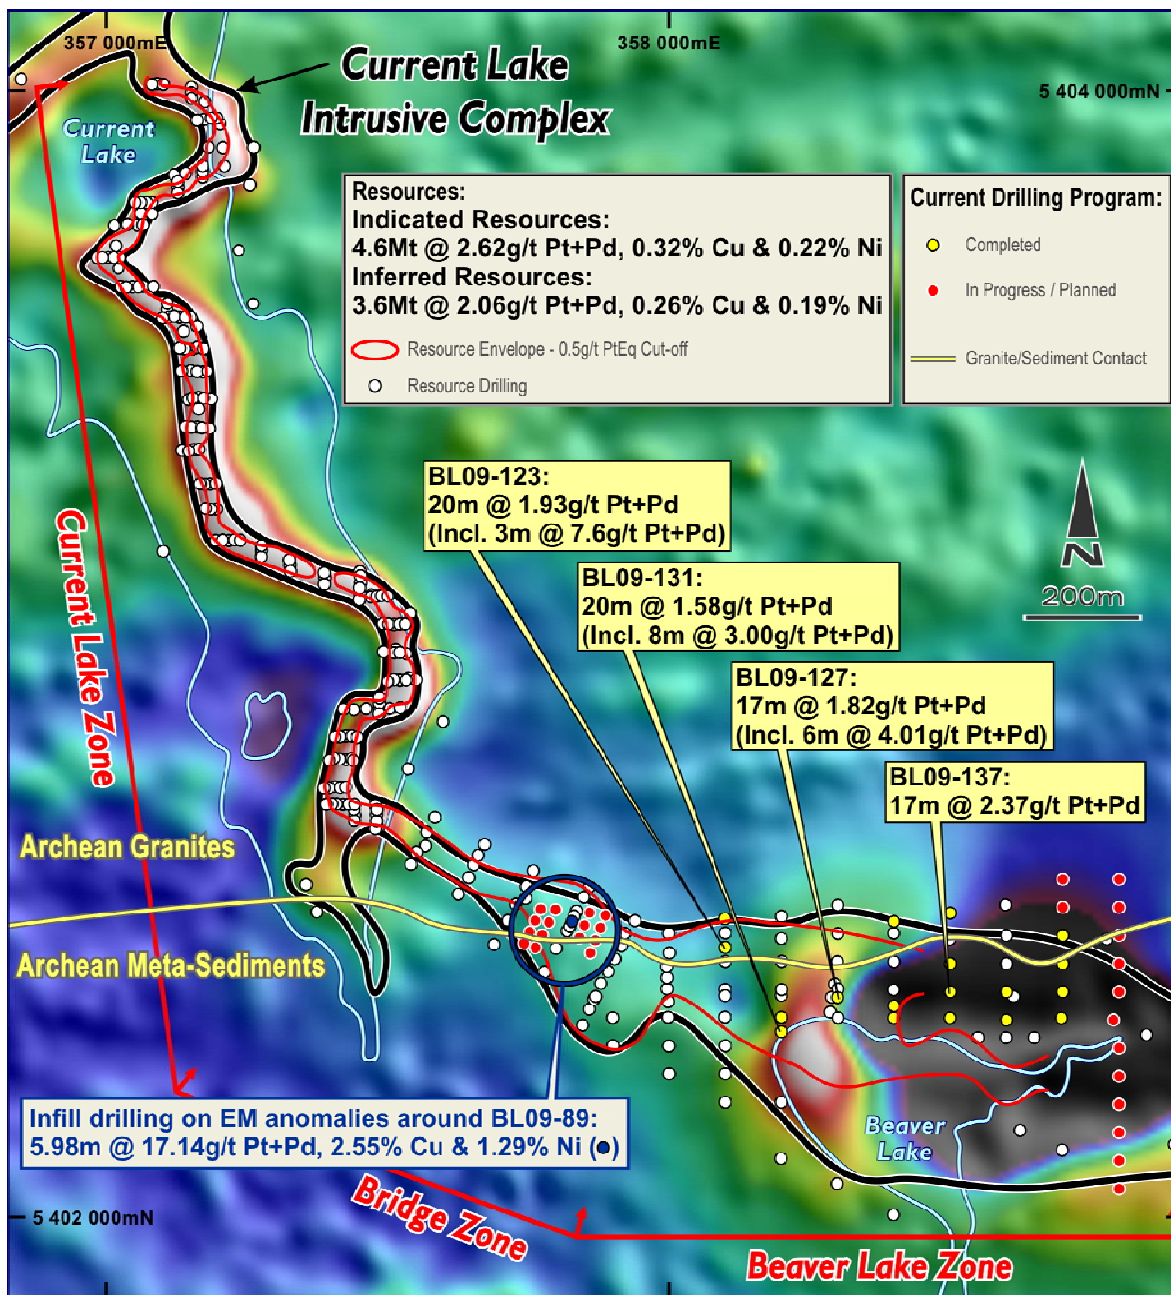 357 000mE
358 000mE
5 404 000mN
Current Lake
Intrusive Complex
Current
Lake
Resources:
Indicated Resources:
4.6Mt @ 2.62g/t Pt+Pd, 0.32% Cu & 0.22% Ni
Inferred Resources:
3.6Mt @ 2.06g/t Pt+Pd, 0.26% Cu & 0.19% Ni
Resource Envelope - 0.5g/t PtEq Cut-off
Resource Drilling
Current Drilling Program:
Completed
In Progress / Planned
Granite/Sediment Contact
BL09-123:
20m @ 1.93g/t Pt+Pd
(Incl. 3m @ 7.6g/t Pt+Pd)
BL09-131:
20m @ 1.58g/t Pt+Pd
(Incl. 8m @ 3.00g/t Pt+Pd)
BL09-127:
17m @ 1.82g/t Pt+Pd
(Incl. 6m @ 4.01g/t Pt+Pd)
BL09-137:
17m @ 2.37g/t Pt+Pd
N
200m
Current Lake Zone
Archean Granites
Archean Meta-Sediments
Infill drilling on EM anomalies around BL09-89:
5.98m @ 17.14g/t Pt+Pd, 2.55% Cu & 1.29% Ni (●)
Beaver
Lake
Bridge Zone
5 402 000mN
Beaver Lake Zone